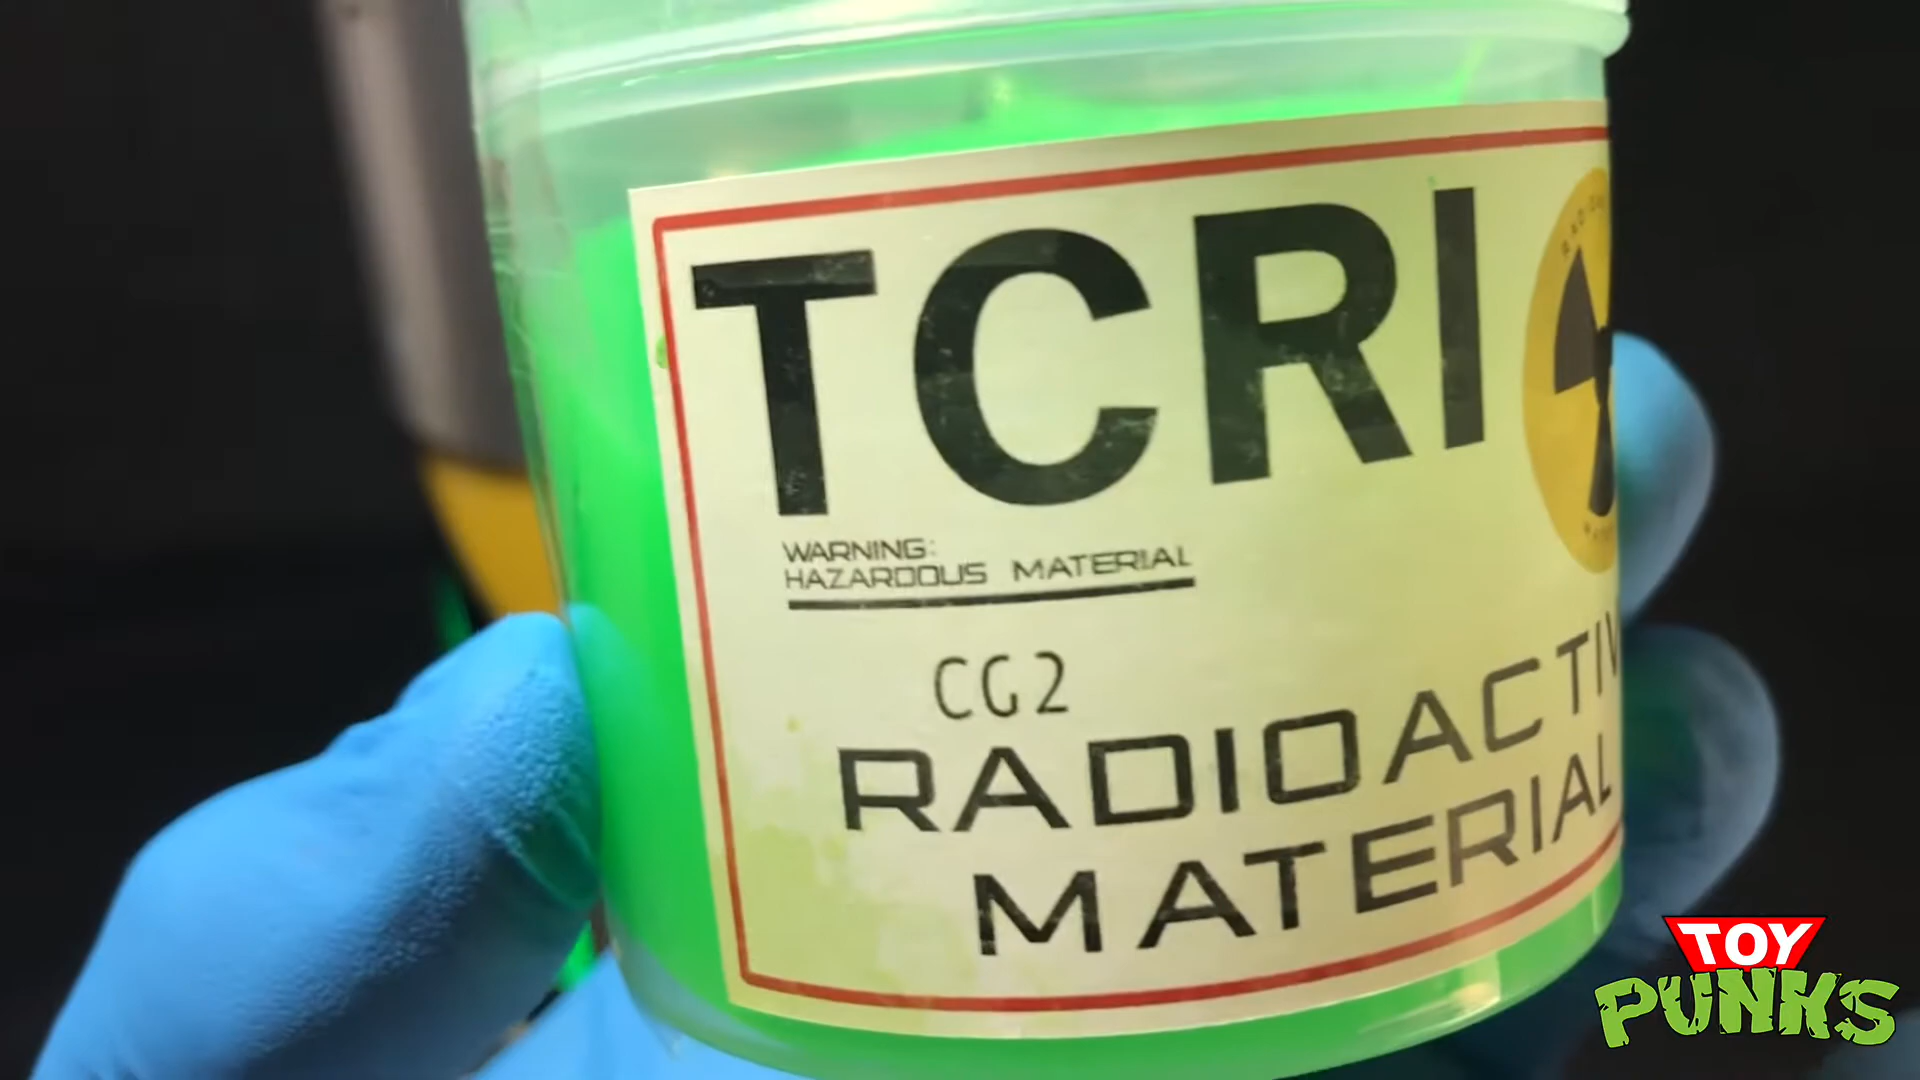 TCRI
WARNING:
HAZARDOUS MATERIAL
CG2
RADIOACTIV
MATERIAL
TOY
PUNKS